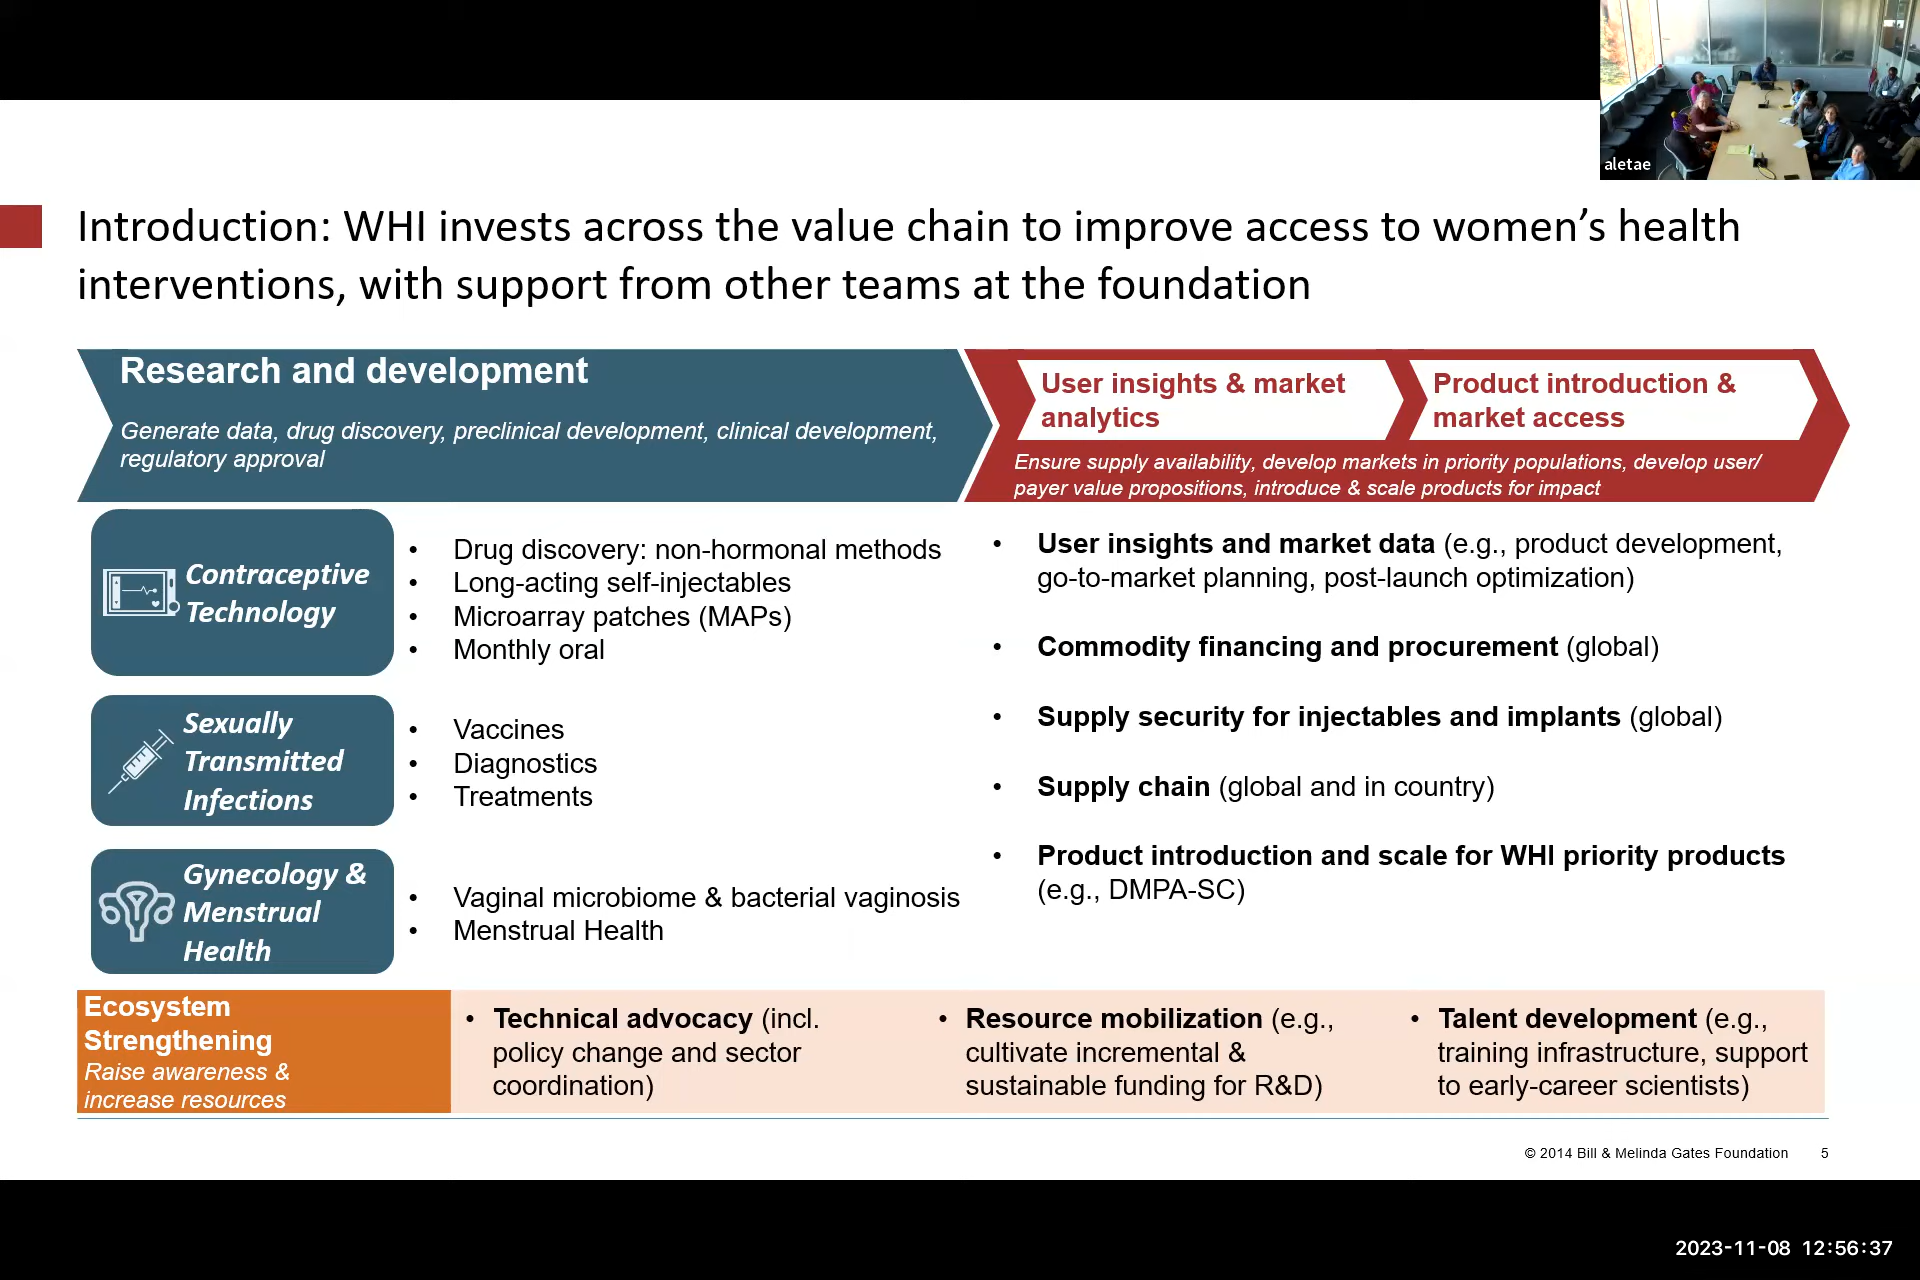 aletae
Introduction: WHI invests across the value chain to improve access to women’s health
interventions, with support from other teams at the foundation
Research and development
Generate data, drug discovery, preclinical development, clinical development,
regulatory approval
User insights & market
analytics
Product introduction &
market access
Ensure supply availability, develop markets in priority populations, develop user/
payer value propositions, introduce & scale products for impact
Contraceptive
Technology
• Drug discovery: non-hormonal methods
• Long-acting self-injectables
• Microarray patches (MAPs)
• Monthly oral
Sexually
Transmitted
Infections
• Vaccines
• Diagnostics
• Treatments
Gynecology &
Menstrual
Health
• Vaginal microbiome & bacterial vaginosis
• Menstrual Health
• User insights and market data (e.g., product development,
go-to-market planning, post-launch optimization)
• Commodity financing and procurement (global)
• Supply security for injectables and implants (global)
• Supply chain (global and in country)
• Product introduction and scale for WHI priority products
(e.g., DMPA-SC)
Ecosystem
Strengthening
Raise awareness &
increase resources
• Technical advocacy (incl.
policy change and sector
coordination)
• Resource mobilization (e.g.,
cultivate incremental &
sustainable funding for R&D)
• Talent development (e.g.,
training infrastructure, support
to early-career scientists)
© 2014 Bill & Melinda Gates Foundation 5
2023-11-08 12:56:37